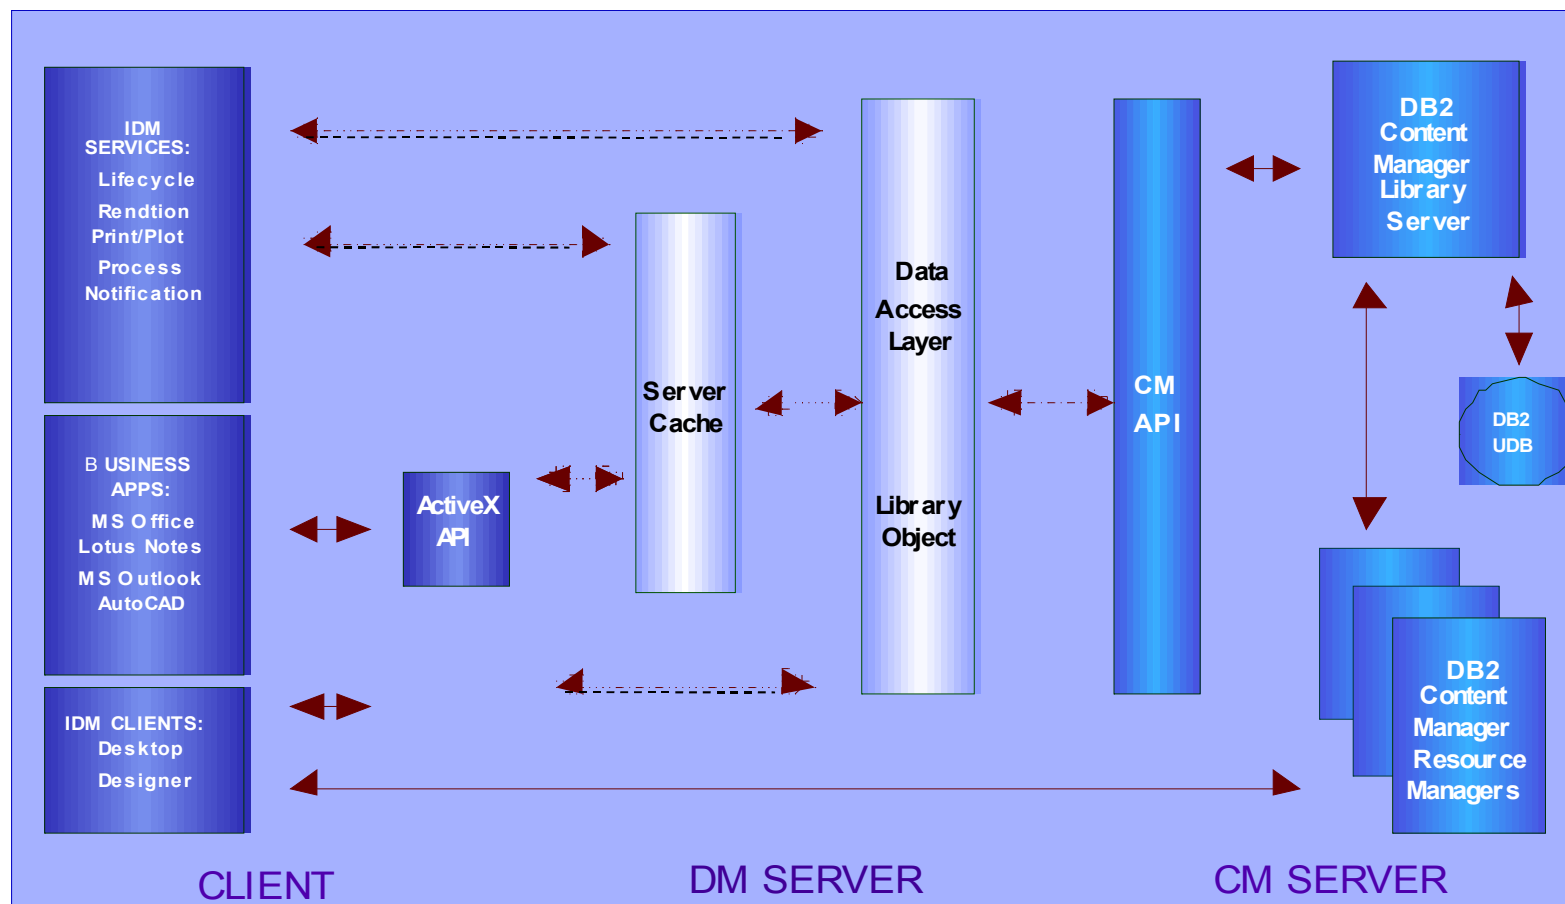 IDM
SERVICES:
Lifecycle
Rendtion
Print/Plot
Process
Notification
BUSINESS
APPS:
MS Office
Lotus Notes
MS Outlook
AutoCAD
IDM CLIENTS:
Desktop
Designer
ActiveX
API
Server
Cache
Data
Access
Layer
Library
Object
CM
API
DB2
Content
Manager
Library
Server
DB2
UDB
DB2
Content
Manager
Resource
Managers
CLIENT
DM SERVER
CM SERVER